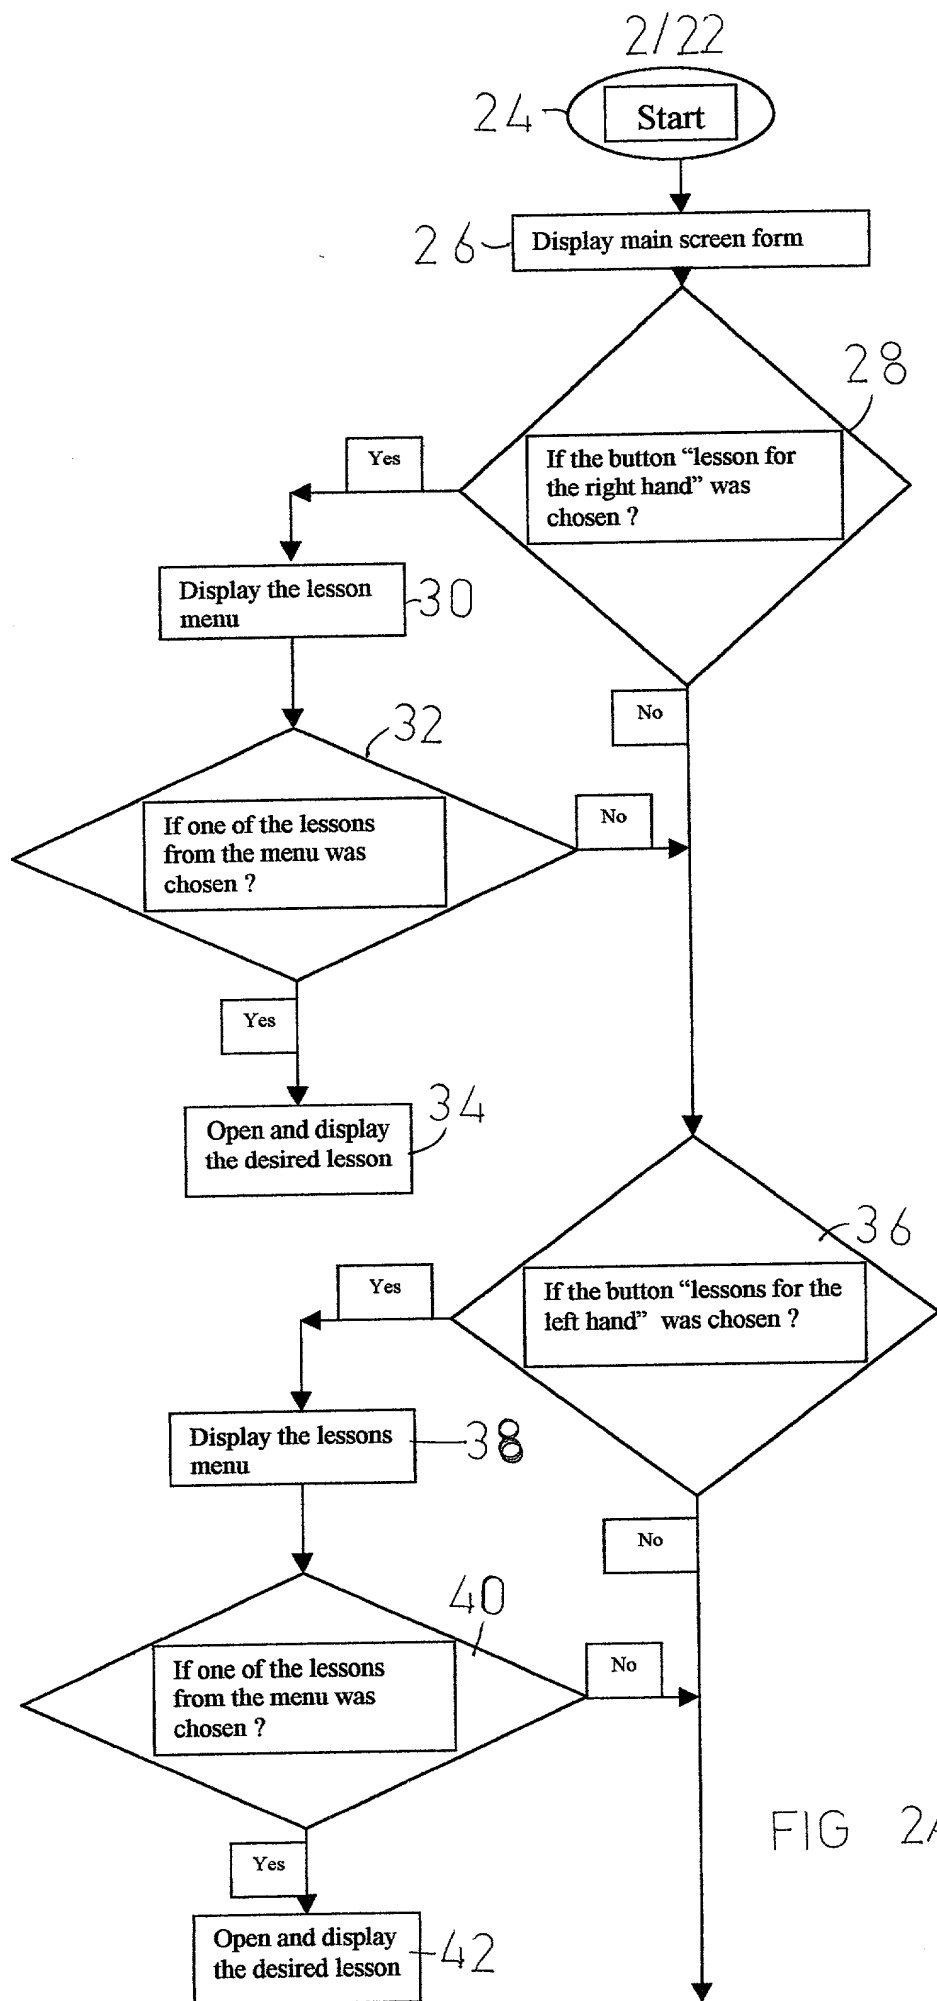 2/22
24
Start
26
Display main screen form
28
If the button “lesson for
the right hand” was
chosen ?
Yes
Display the lesson
menu
30
No
32
If one of the lessons
from the menu was
chosen ?
No
Yes
34
Open and display
the desired lesson
36
If the button “lessons for the
left hand” was chosen ?
Yes
Display the lessons
menu
38
No
40
If one of the lessons
from the menu was
chosen ?
No
FIG 2A
Yes
Open and display
the desired lesson
42